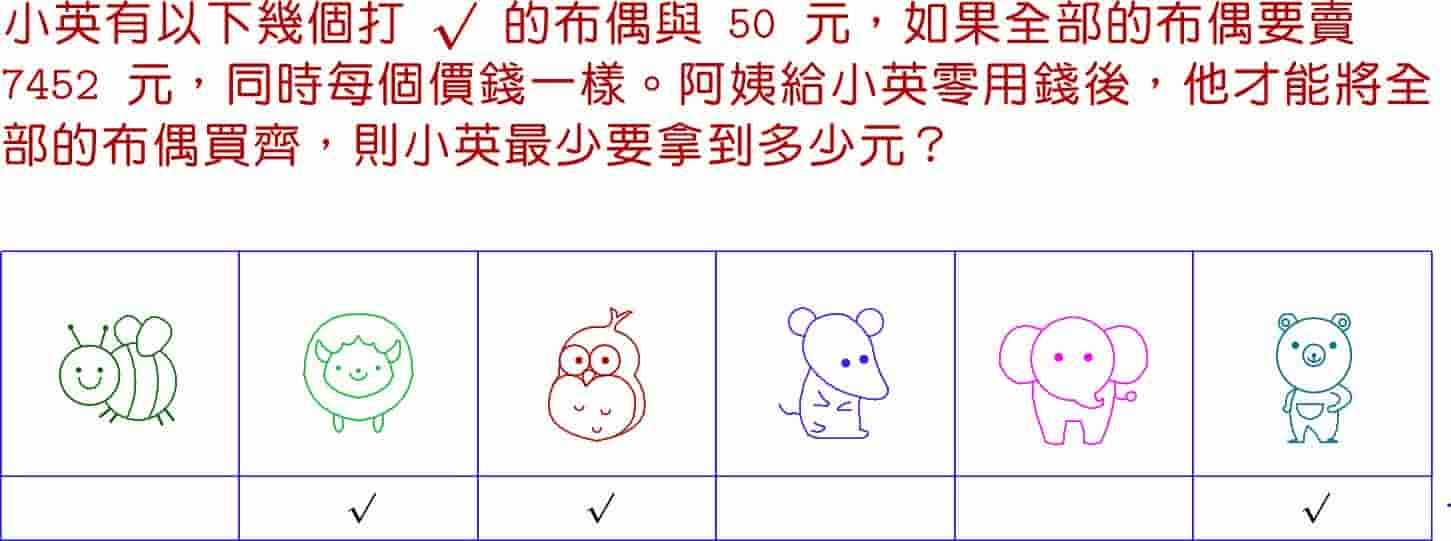 小英有以下幾個打 √ 的布偶與 50 元，如果全部的布偶要賣
7452 元，同時每個價錢一樣。阿姨給小英零用錢後，他才能將全
部的布偶買齊，則小英最少要拿到多少元？
√ √ √